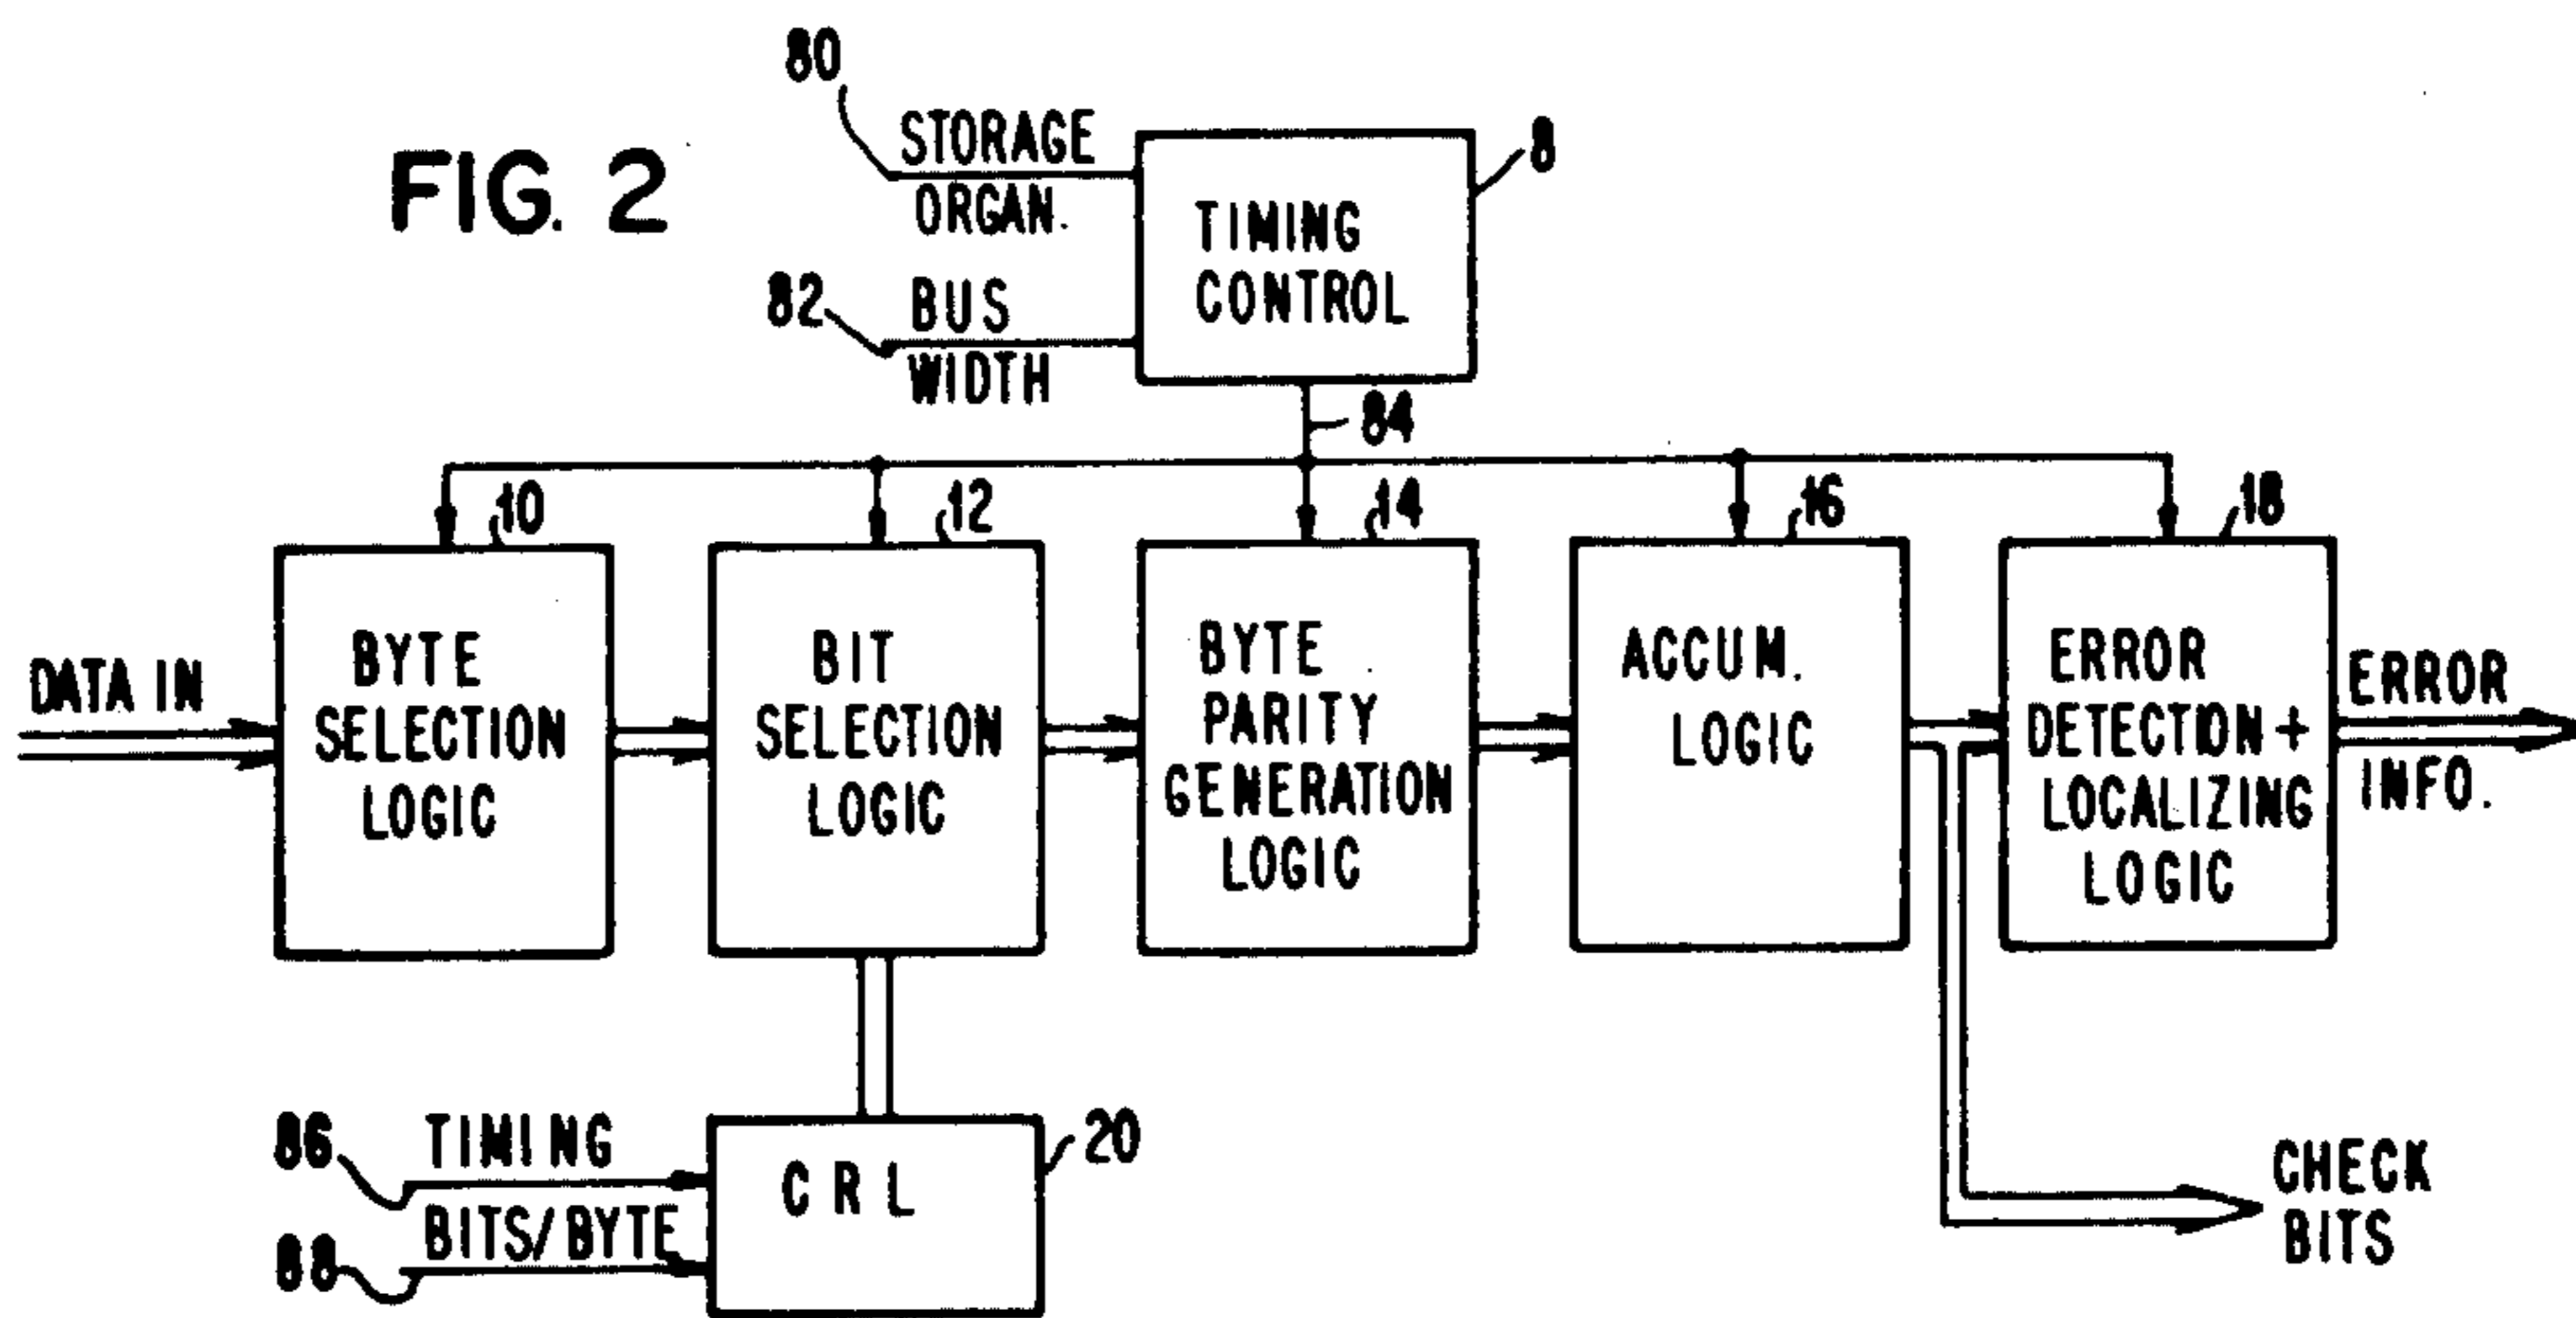 FIG. 2
80
STORAGE
ORGAN.
82
BUS
WIDTH
TIMING
CONTROL
8
84
10
12
14
16
18
DATA IN
BYTE
SELECTION
LOGIC
BIT
SELECTION
LOGIC
BYTE
PARITY
GENERATION
LOGIC
ACCUM.
LOGIC
ERROR
DETECTION +
LOCALIZING
LOGIC
ERROR
INFO.
86
TIMING
88
BITS/BYTE
CRL
20
CHECK
BITS